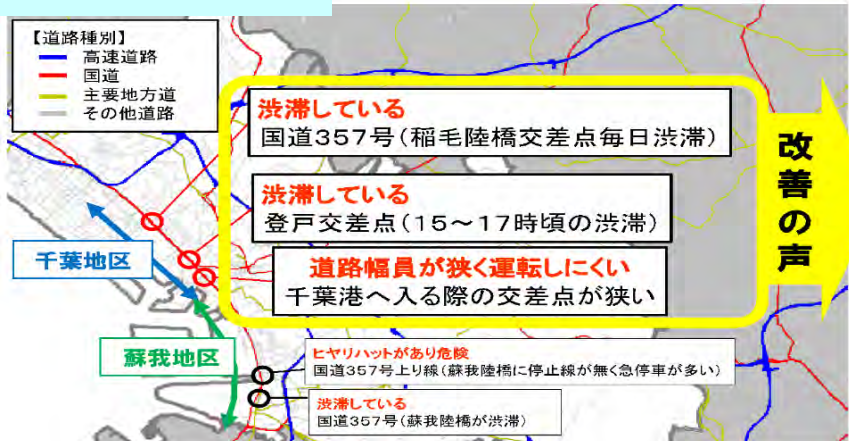 【道路種別】
高速道路
国道
主要地方道
その他道路
渋滞している
国道357号(稲毛陸橋交差点毎日渋滞)
渋滞している
登戸交差点(15～17時頃の渋滞)
道路幅員が狭く運転しにくい
千葉港へ入る際の交差点が狭い
改善の声
千葉地区
蘇我地区
ヒヤリハットがあり危険
国道357号上り線(蘇我陸橋に停止線が無く急停車が多い)
渋滞している
国道357号(蘇我陸橋が渋滞)